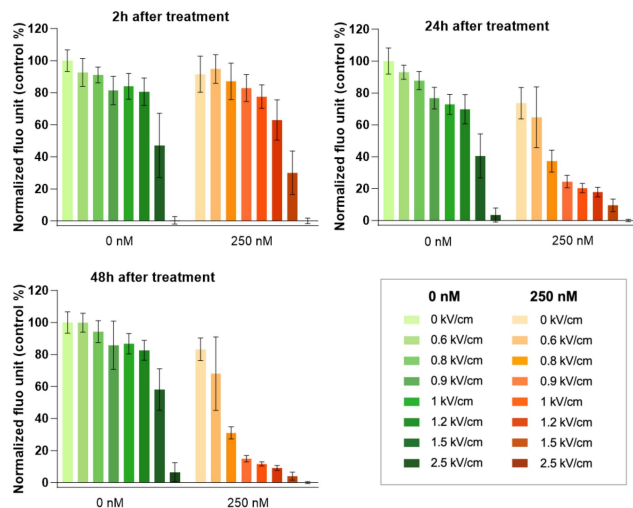 2h after treatment
Normalized fluo unit (control %)
120
100
80
60
40
20
0
0 nM
250 nM
24h after treatment
Normalized fluo unit (control %)
120
100
80
60
40
20
0
0 nM
250 nM
48h after treatment
Normalized fluo unit (control %)
120
100
80
60
40
20
0
0 nM
250 nM
0 nM 250 nM
0 kV/cm 0 kV/cm
0.6 kV/cm 0.6 kV/cm
0.8 kV/cm 0.8 kV/cm
0.9 kV/cm 0.9 kV/cm
1 kV/cm 1 kV/cm
1.2 kV/cm 1.2 kV/cm
1.5 kV/cm 1.5 kV/cm
2.5 kV/cm 2.5 kV/cm